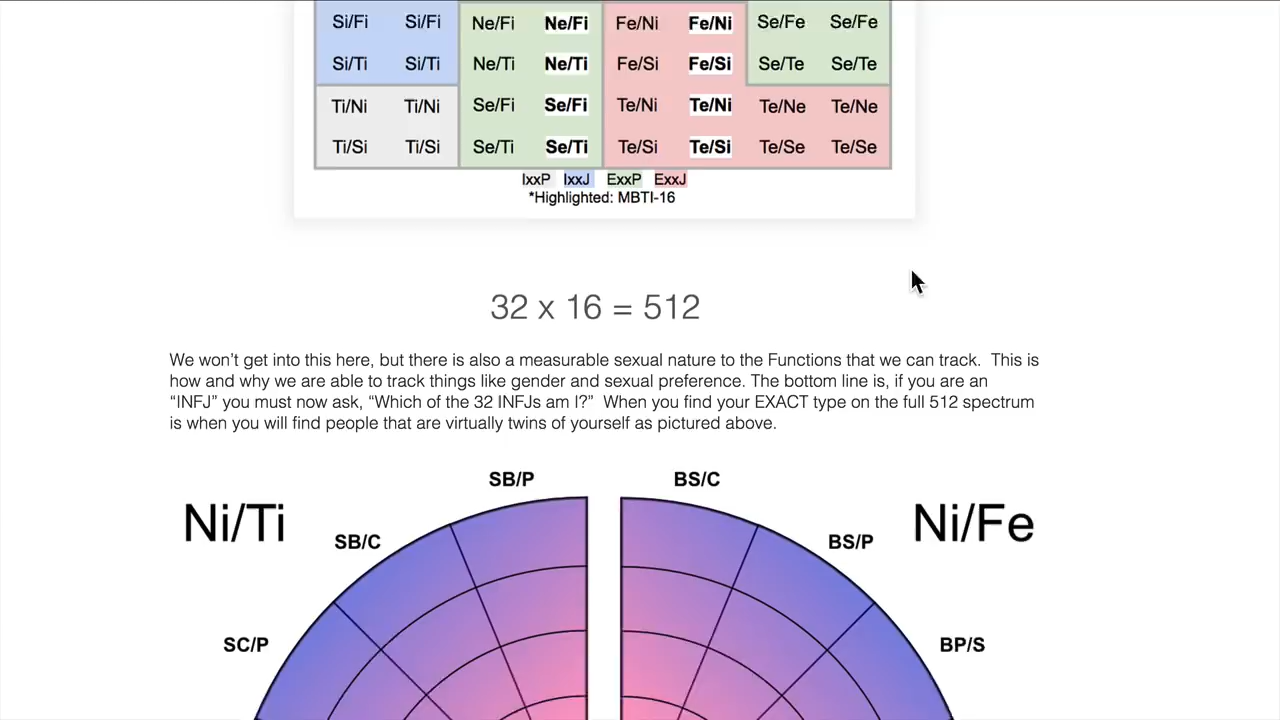 Si/Fi Si/Fi Ne/Fi Ne/Fi Fe/Ni Fe/Ni Se/Fe Se/Fe
Si/Ti Si/Ti Ne/Ti Ne/Ti Fe/Si Fe/Si Se/Te Se/Te
Ti/Ni Ti/Ni Se/Fi Se/Fi Te/Ni Te/Ni Te/Ne Te/Ne
Ti/Si Ti/Si Se/Ti Se/Ti Te/Si Te/Si Te/Se Te/Se
IxxP IxxJ ExxP ExxJ
*Highlighted: MBTI-16
32 x 16 = 512
We won’t get into this here, but there is also a measurable sexual nature to the Functions that we can track. This is
how and why we are able to track things like gender and sexual preference. The bottom line is, if you are an
“INFJ” you must now ask, “Which of the 32 INFJs am I?” When you find your EXACT type on the full 512 spectrum
is when you will find people that are virtually twins of yourself as pictured above.
SB/P BS/C
Ni/Ti Ni/Fe
SB/C BS/P
SC/P BP/S